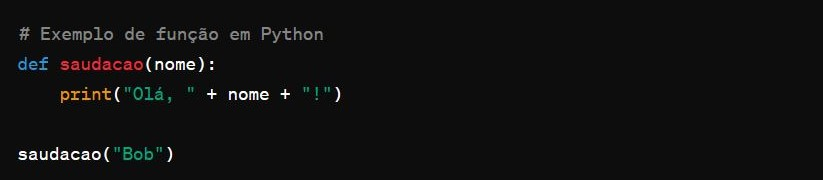 # Exemplo de função em Python
def saudacao(nome):
    print("Olá, " + nome + "!")
saudacao("Bob")